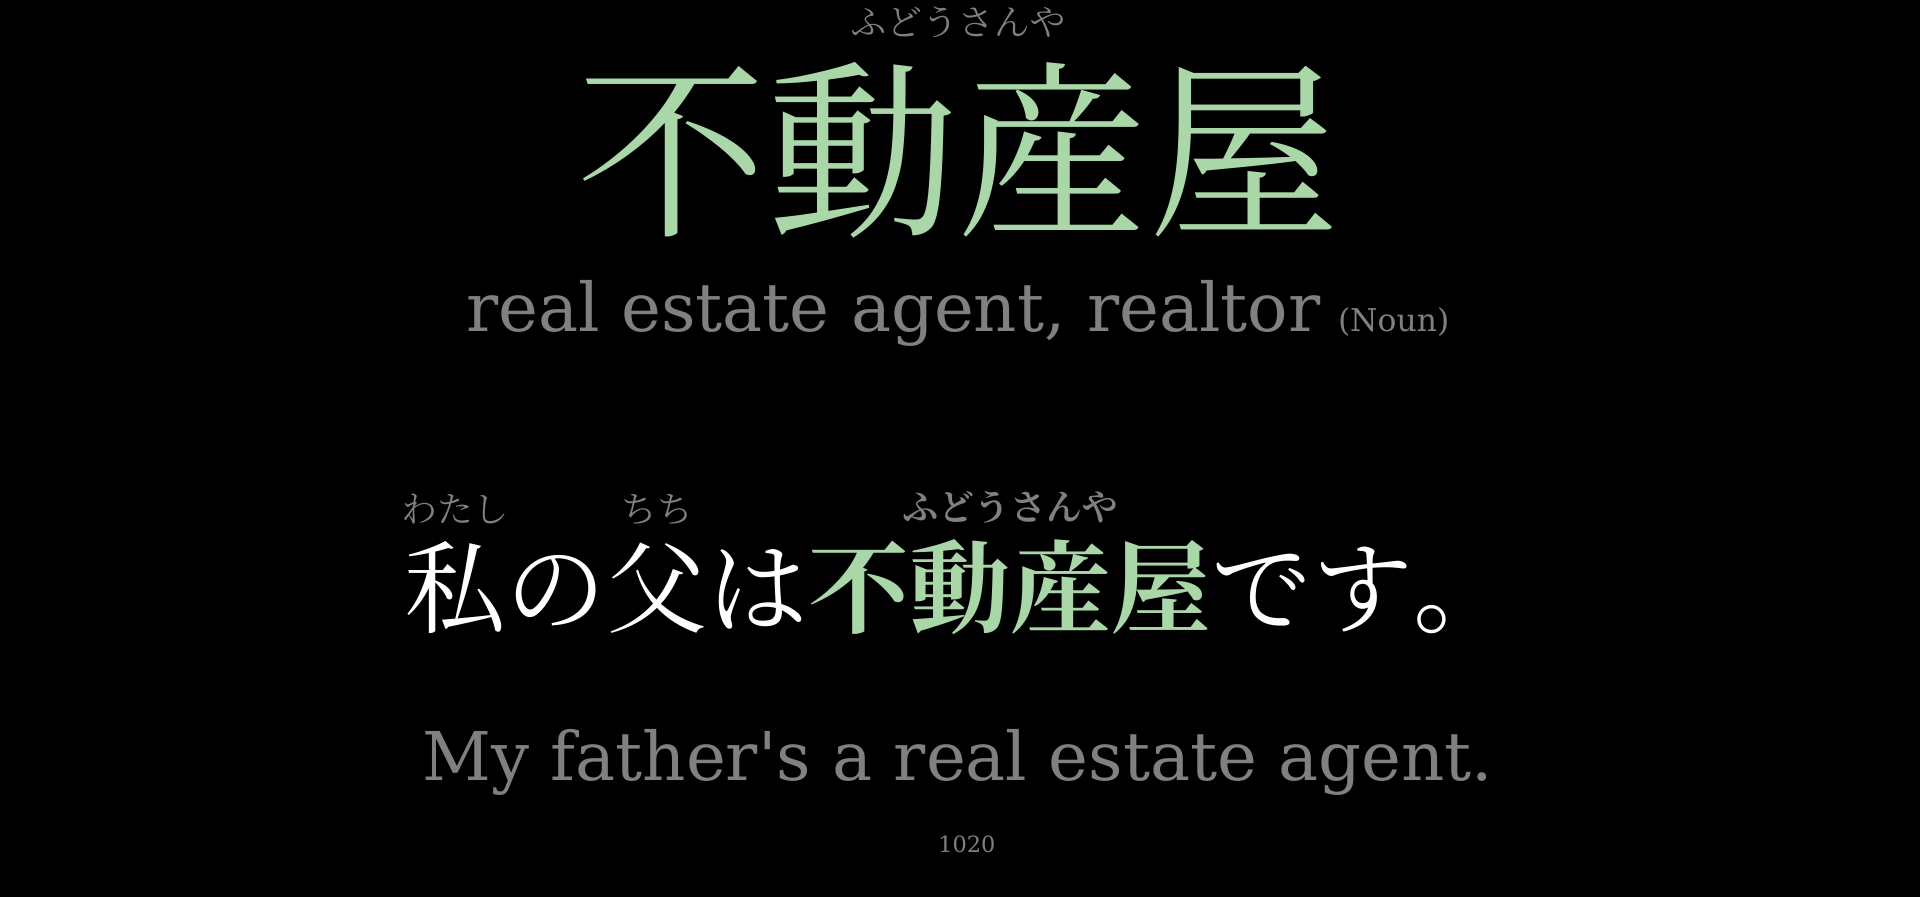 ふどうさんや
不動産屋
real estate agent, realtor (Noun)
わたし ちち ふどうさんや
私の父は不動産屋です。
My father's a real estate agent.
1020